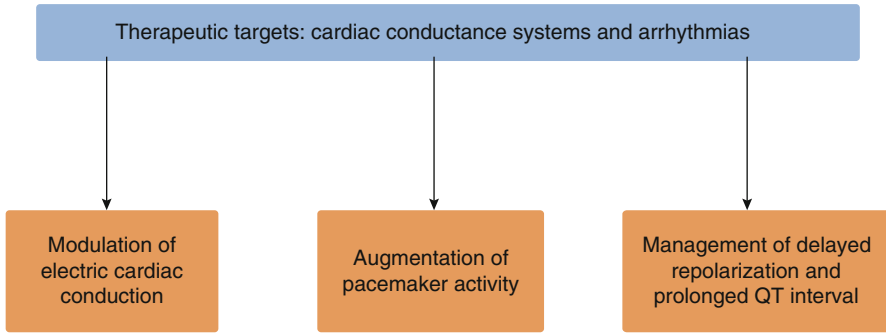 Therapeutic targets: cardiac conductance systems and arrhythmias
Modulation of
electric cardiac
conduction
Augmentation of
pacemaker activity
Management of delayed
repolarization and
prolonged QT interval